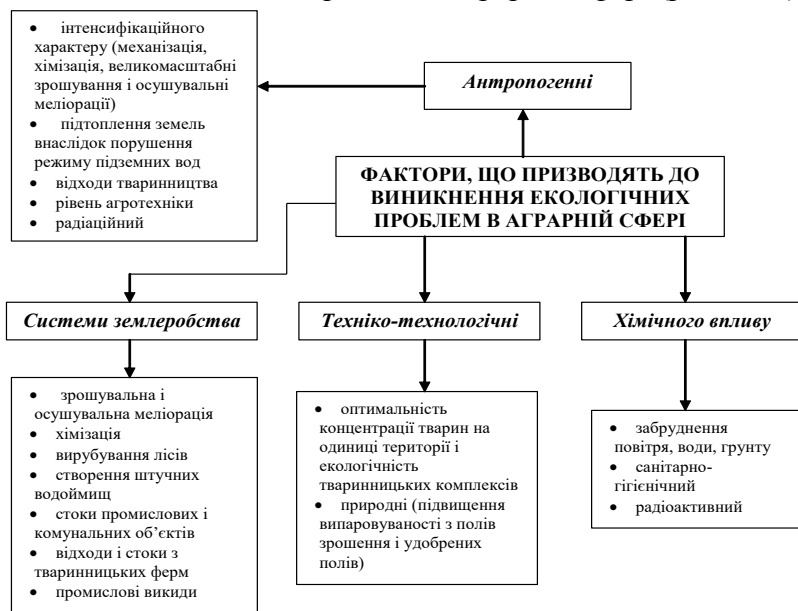 • інтенсифікаційного
характеру (механізація,
хімізація, великомасштабні
зрошування і осушувальні
меліорації)
• підтоплення земель
внаслідок порушення
режиму підземних вод
• відходи тваринництва
• рівень агротехніки
• радіаційний
Антропогенні
ФАКТОРИ, ЩО ПРИЗВОДЯТЬ ДО
ВИНИКНЕННЯ ЕКОЛОГІЧНИХ
ПРОБЛЕМ В АГРАРНІЙ СФЕРІ
Системи землеробства
Техніко-технологічні
Хімічного впливу
• зрошувальна і
осушувальна меліорація
• хімізація
• вирубування лісів
• створення штучних
водоймищ
• стоки промислових і
комунальних об’єктів
• відходи і стоки з
тваринницьких ферм
• промислові викиди
• оптимальність
концентрації тварин на
одиниці території і
екологічність
тваринницьких комплексів
• природні (підвищення
випаровуваності з полів
зрошення і удобрених
полів)
• забруднення
повітря, води, грунту
• санітарно-
гігієнічний
• радіоактивний